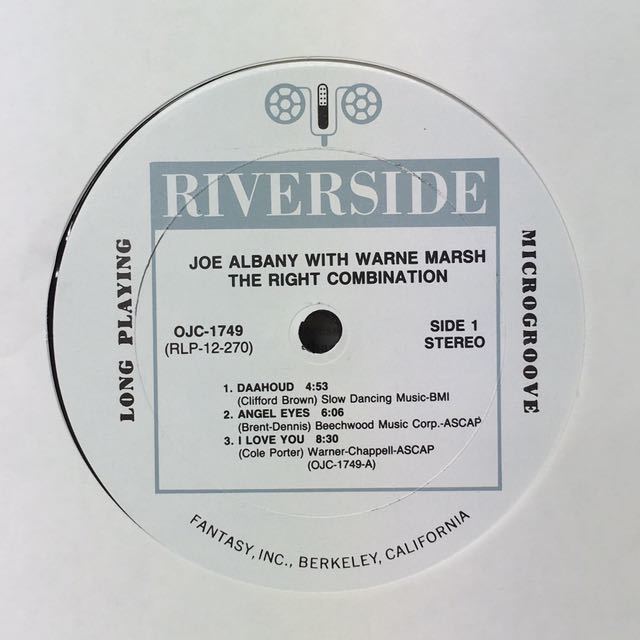 RIVERSIDE
JOE ALBANY WITH WARNE MARSH
THE RIGHT COMBINATION
LONG PLAYING
MICROGROOVE
OJC-1749
(RLP-12-270)
SIDE 1
STEREO
1. DAAHOUD 4:53
(Clifford Brown) Slow Dancing Music-BMI
2. ANGEL EYES 6:06
(Brent-Dennis) Beechwood Music Corp.-ASCAP
3. I LOVE YOU 8:30
(Cole Porter) Warner-Chappell-ASCAP
(OJC-1749-A)
FANTASY, INC., BERKELEY, CALIFORNIA